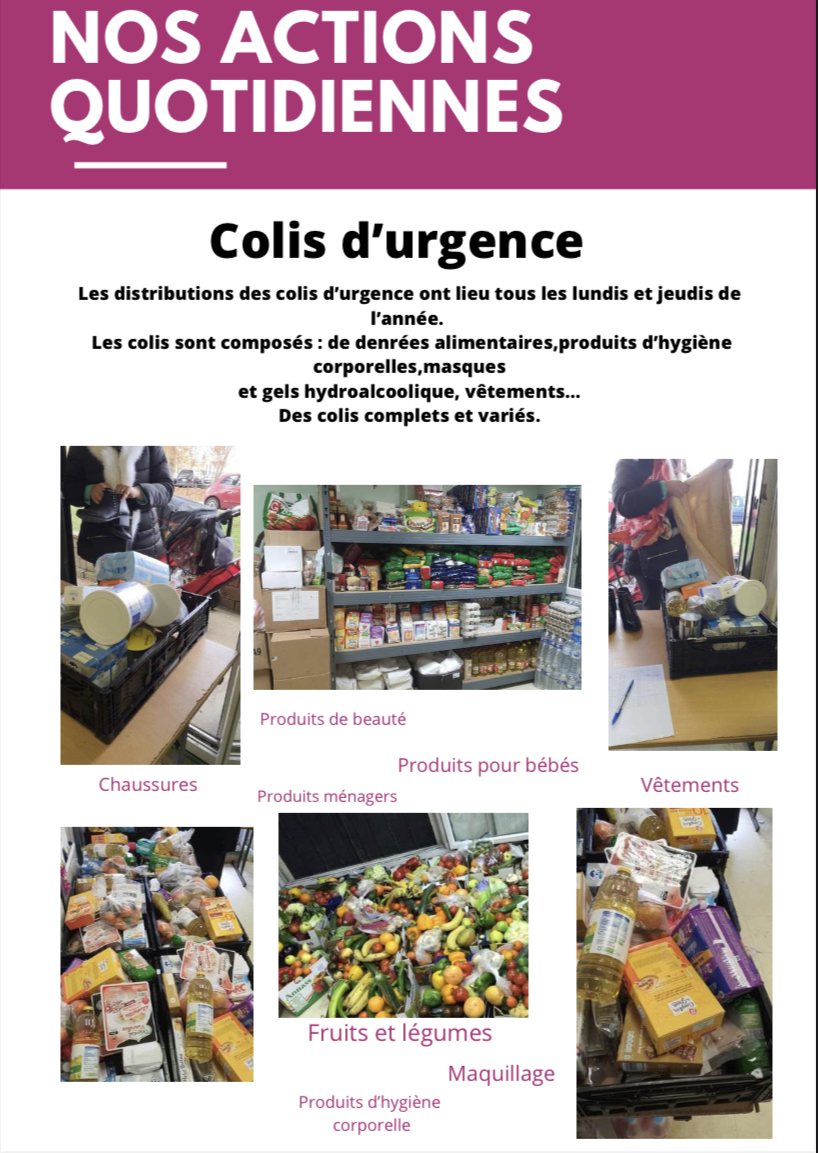 NOS ACTIONS
QUOTIDIENNES
Colis d’urgence
Les distributions des colis d’urgence ont lieu tous les lundis et jeudis de
l’année.
Les colis sont composés : de denrées alimentaires,produits d’hygiène
corporelles,masques
et gels hydroalcoolique, vêtements...
Des colis complets et variés.
Produits de beauté
Produits pour bébés
Chaussures
Vêtements
Produits ménagers
Ananas
Fruits et légumes
Maquillage
Produits d’hygiène
corporelle